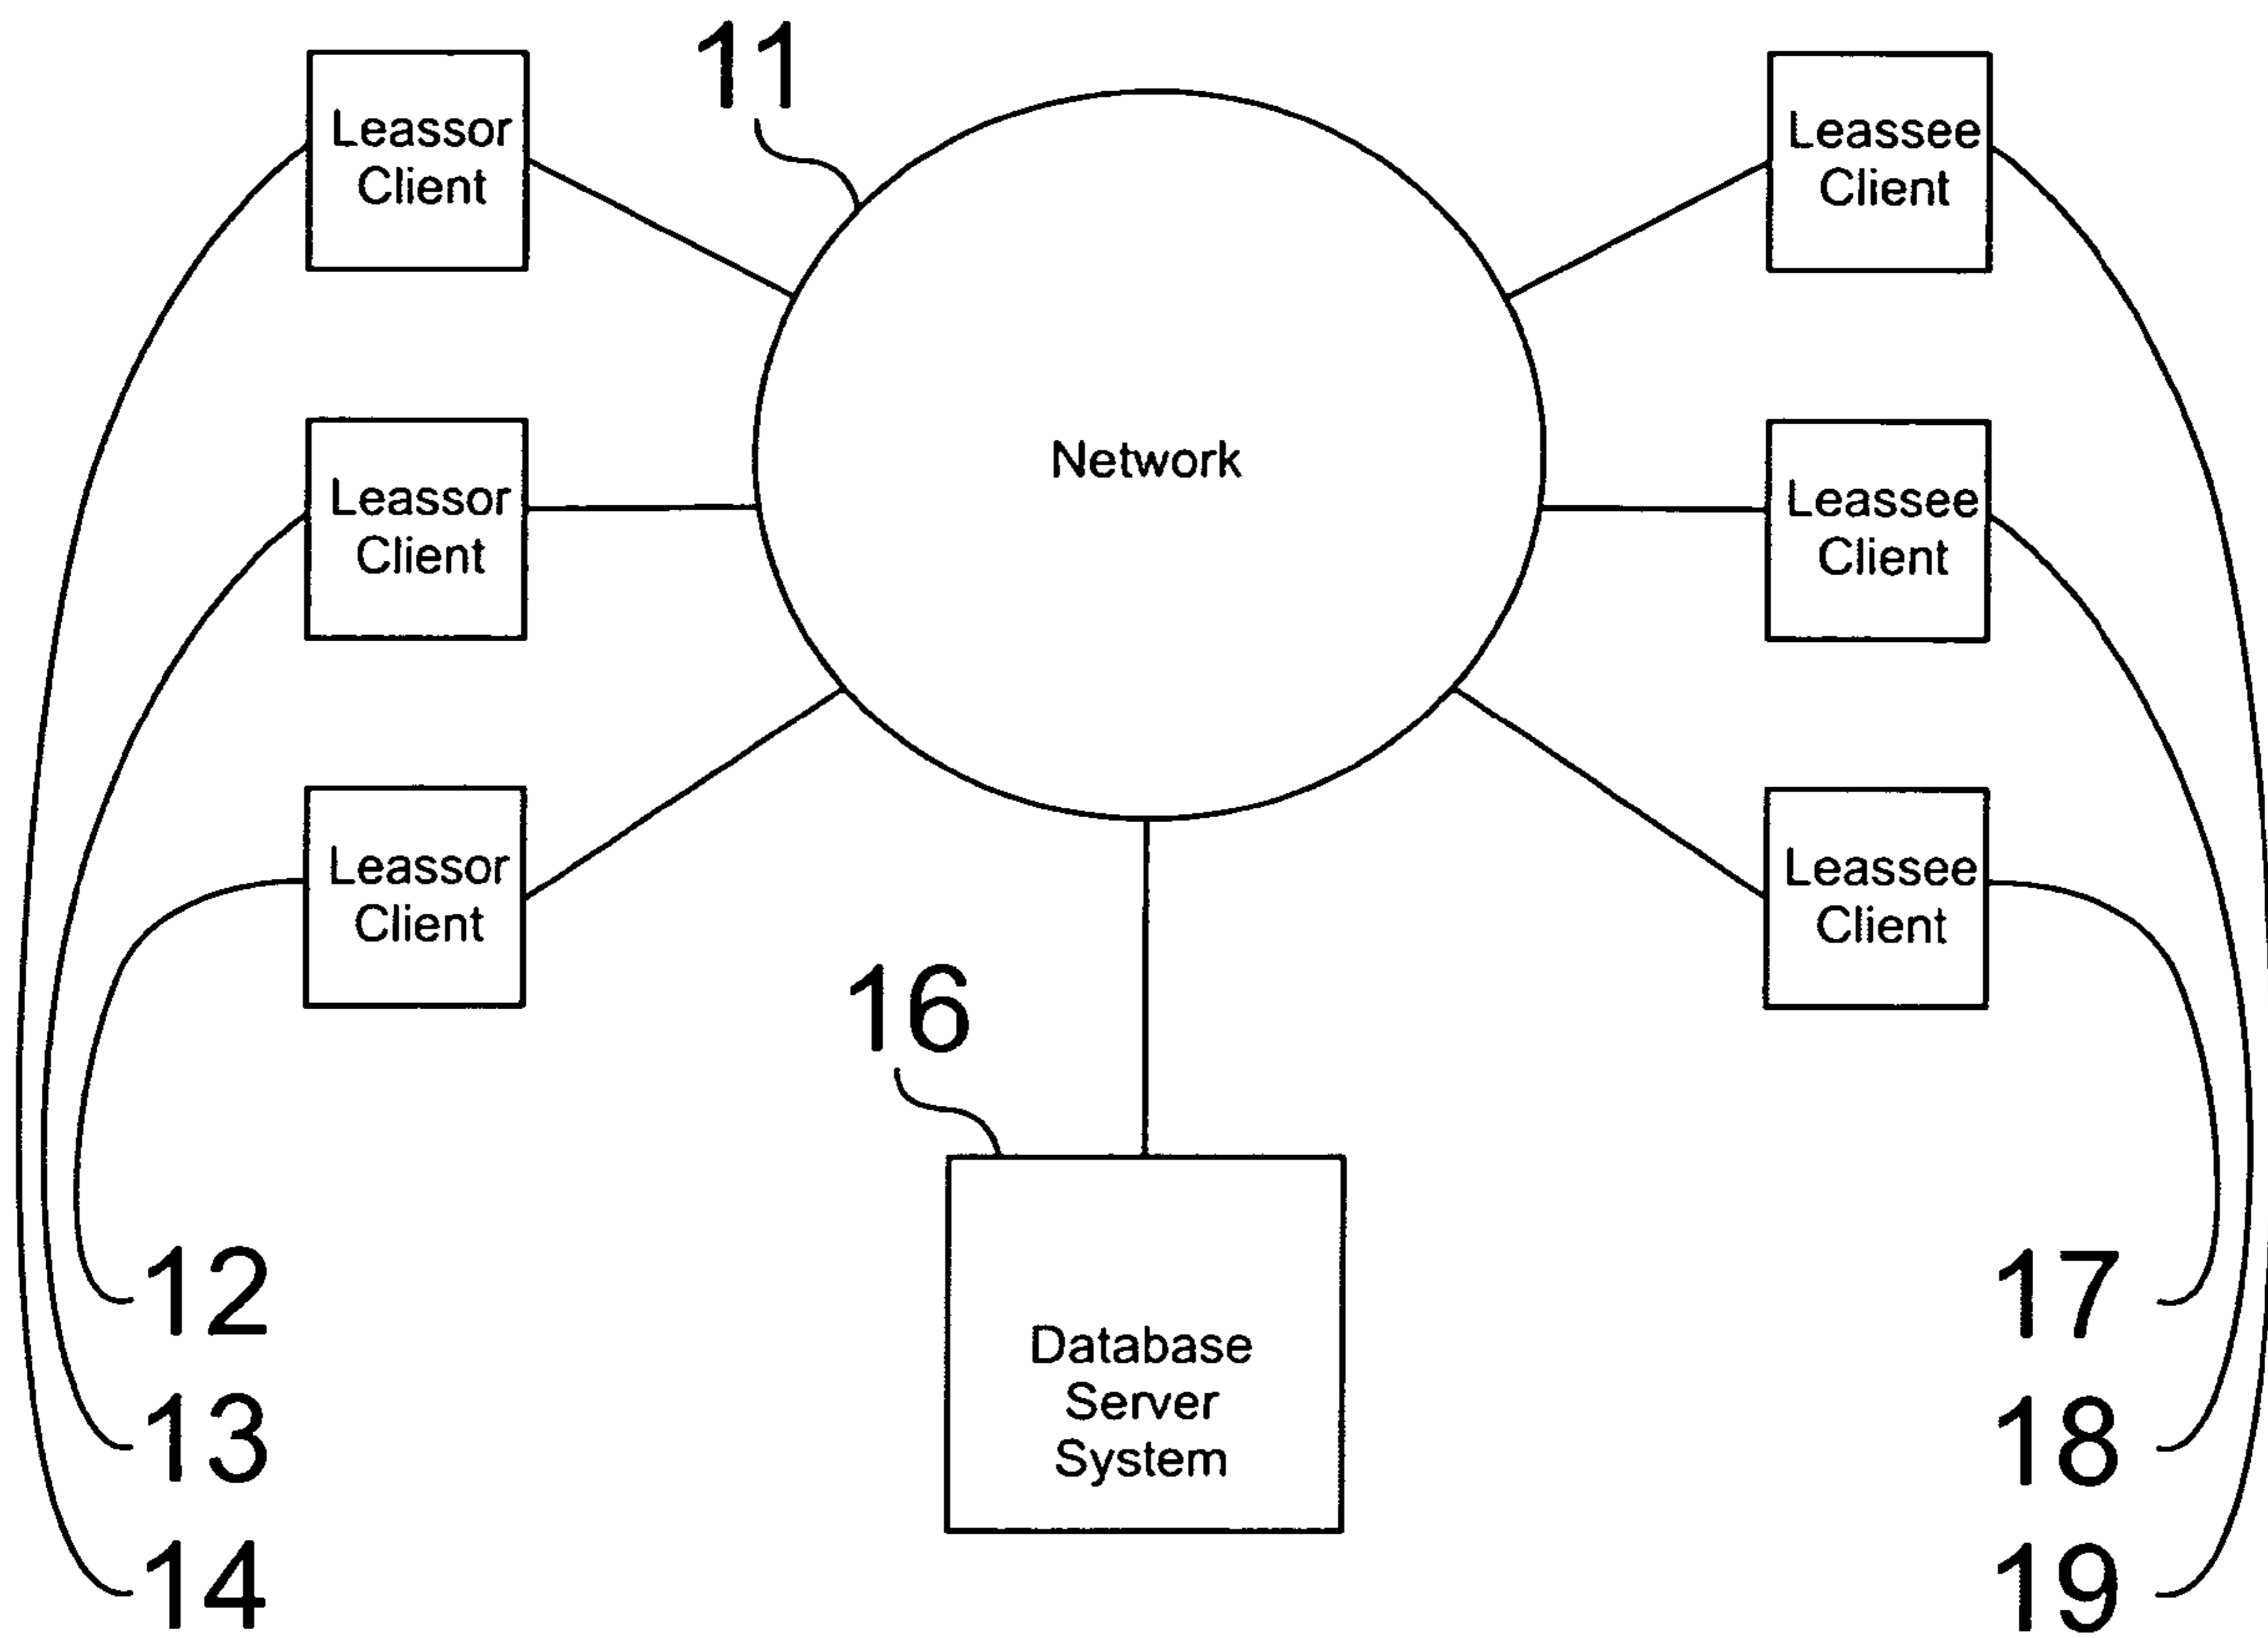 11
Leassor
Client
Leassee
Client
Network
Leassor
Client
Leassee
Client
Leassor
Client
Leassee
Client
16
Database
Server
System
12
13
14
17
18
19